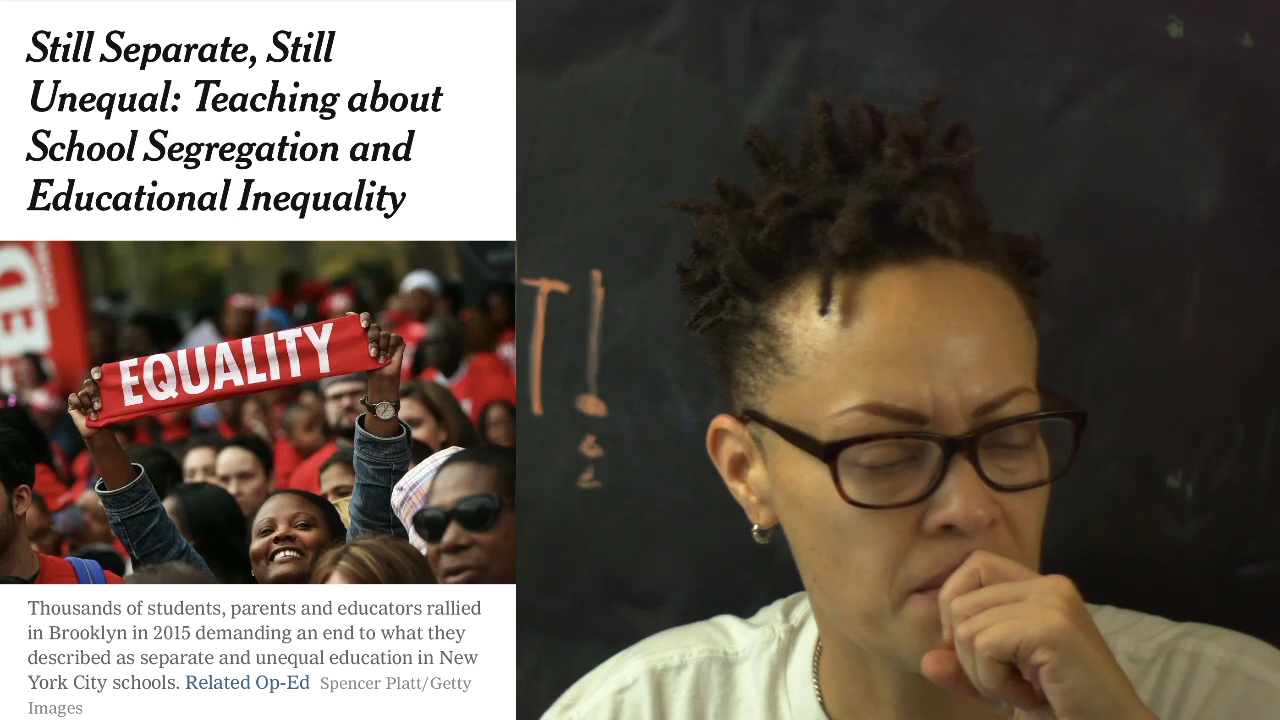 Still Separate, Still
Unequal: Teaching about
School Segregation and
Educational Inequality
ED
EQUALITY
Thousands of students, parents and educators rallied
in Brooklyn in 2015 demanding an end to what they
described as separate and unequal education in New
York City schools. Related Op-Ed Spencer Platt/Getty
Images
T!